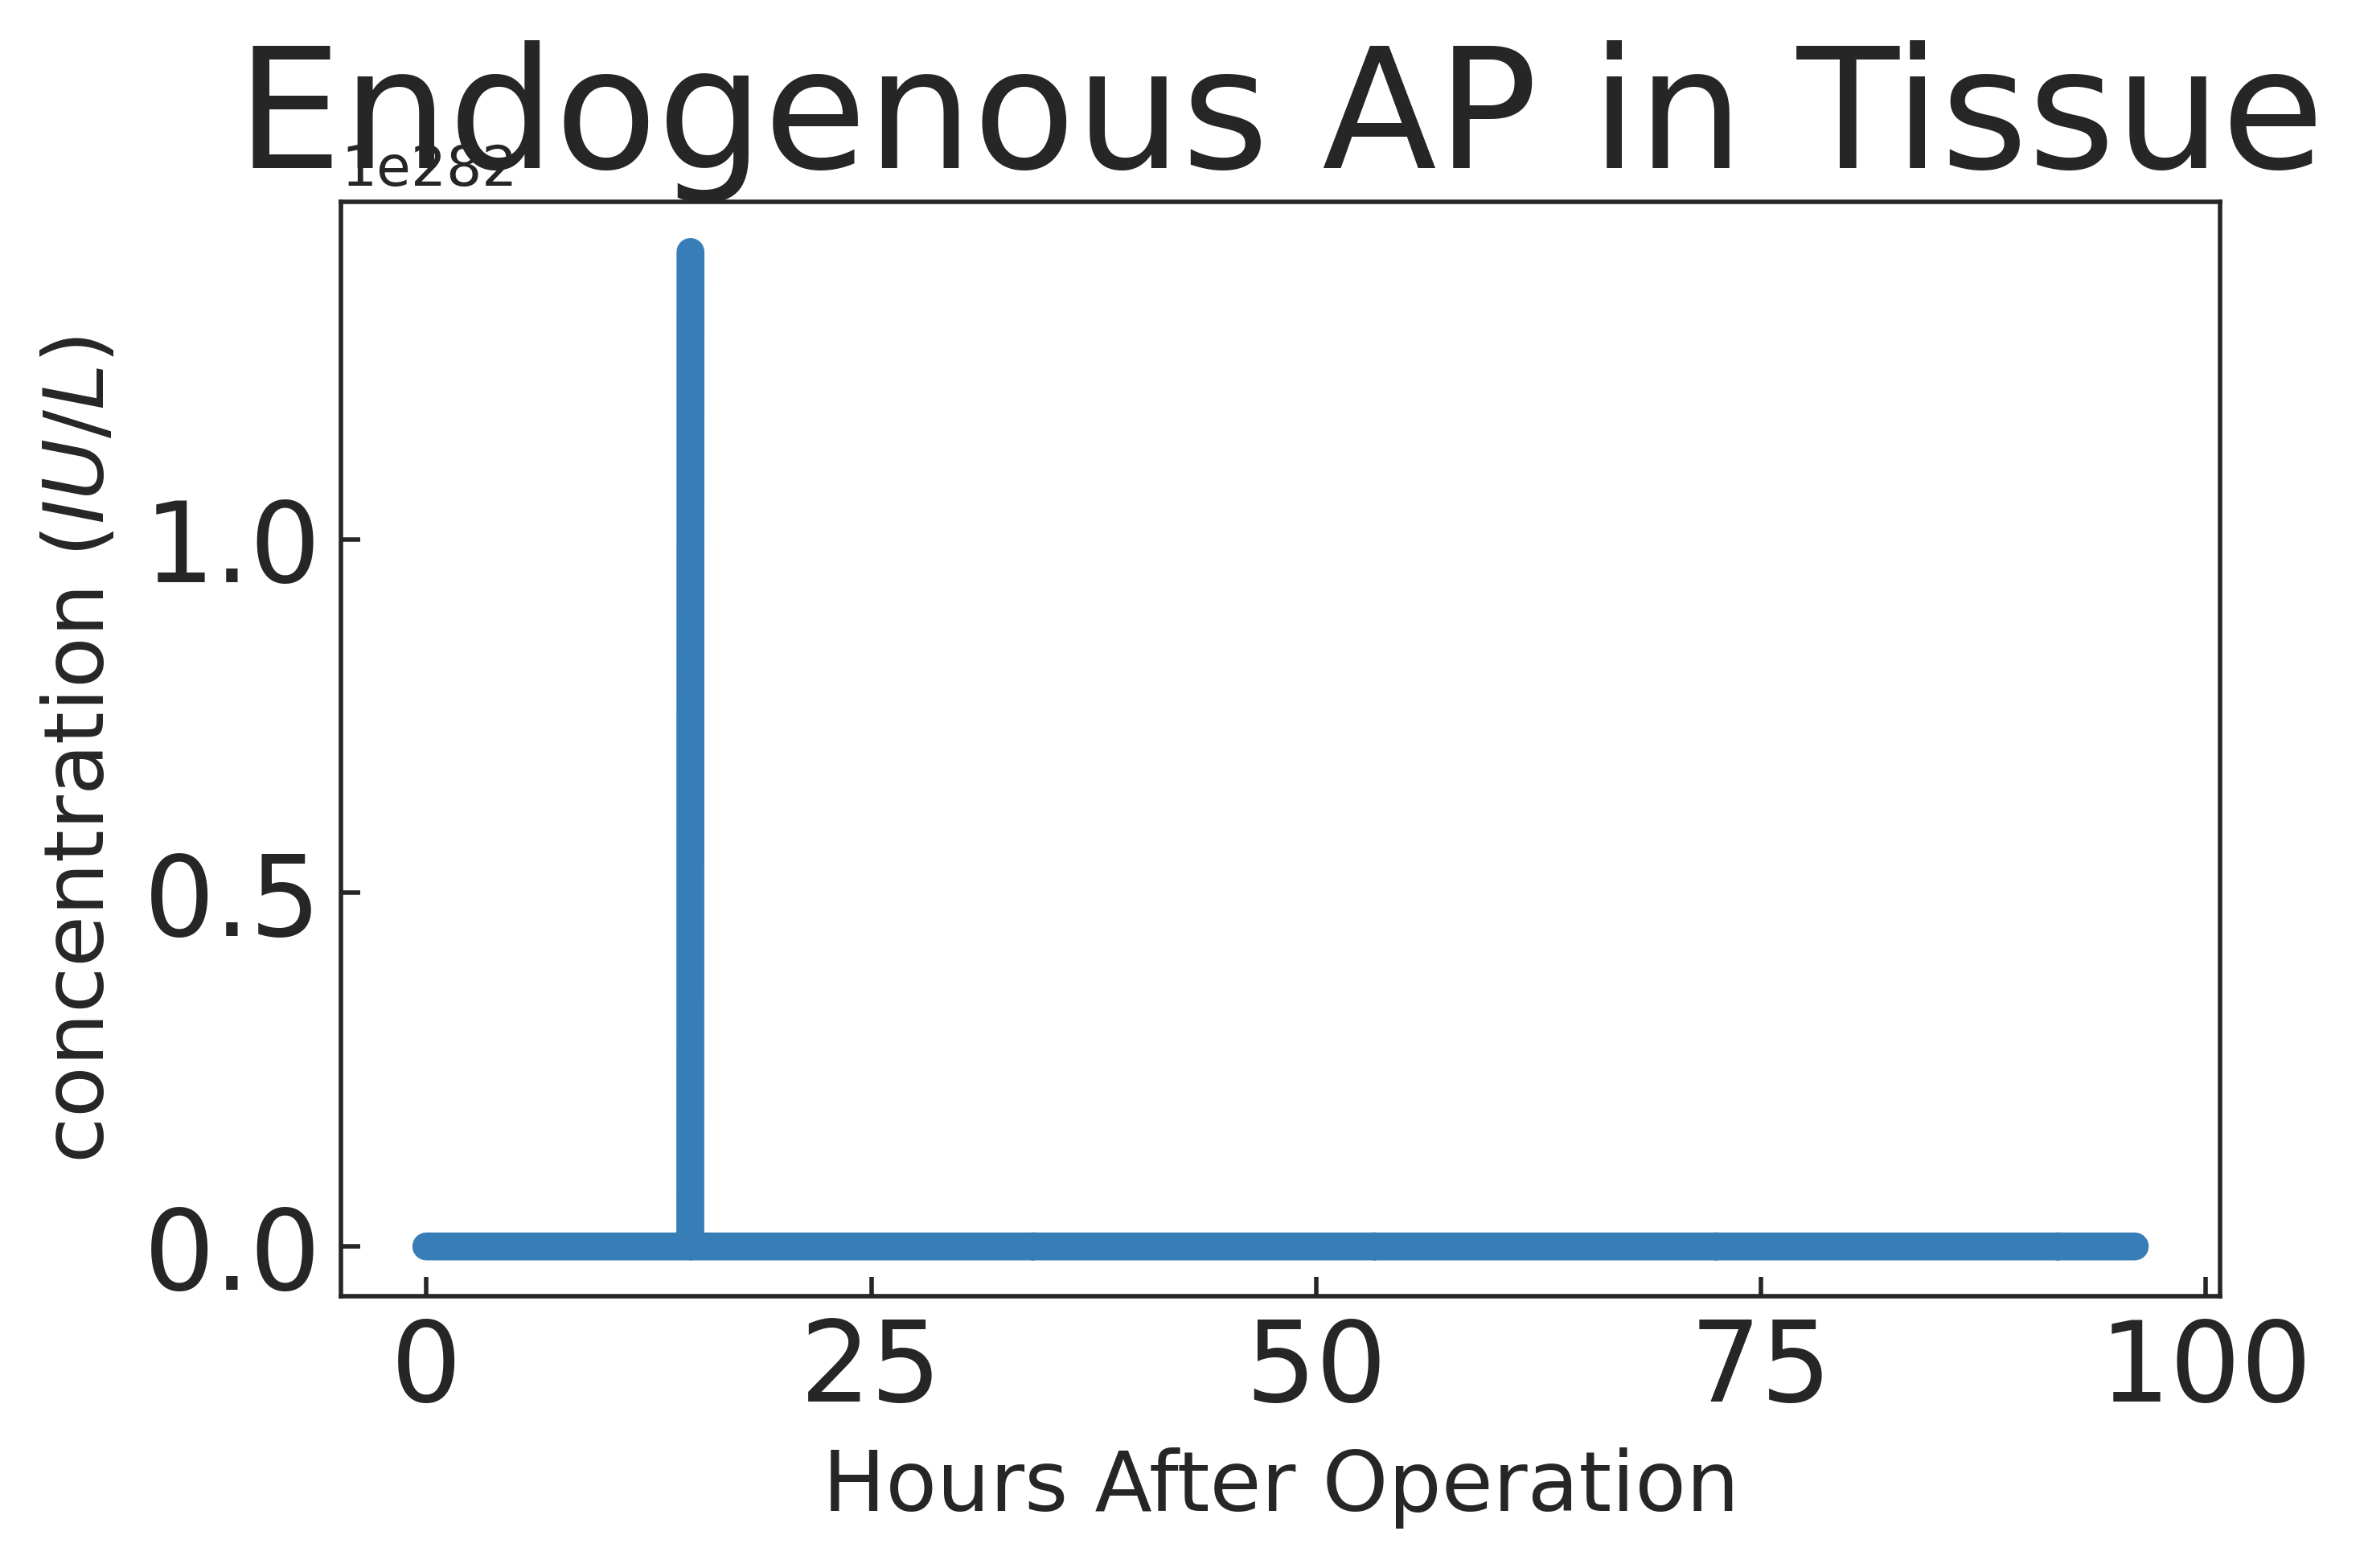 Endogenous AP in Tissue
1e282
concentration (IU/L)
1.0
0.5
0.0
0 25 50 75 100
Hours After Operation